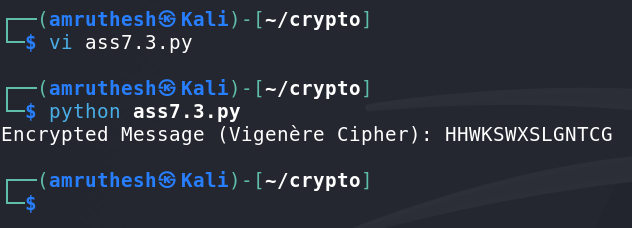 ┌──(amruthesh㉿Kali)-[~/crypto]
└─$ vi ass7.3.py
┌──(amruthesh㉿Kali)-[~/crypto]
└─$ python ass7.3.py
Encrypted Message (Vigenère Cipher): HHWKSWXSLGNTCG
┌──(amruthesh㉿Kali)-[~/crypto]
└─$